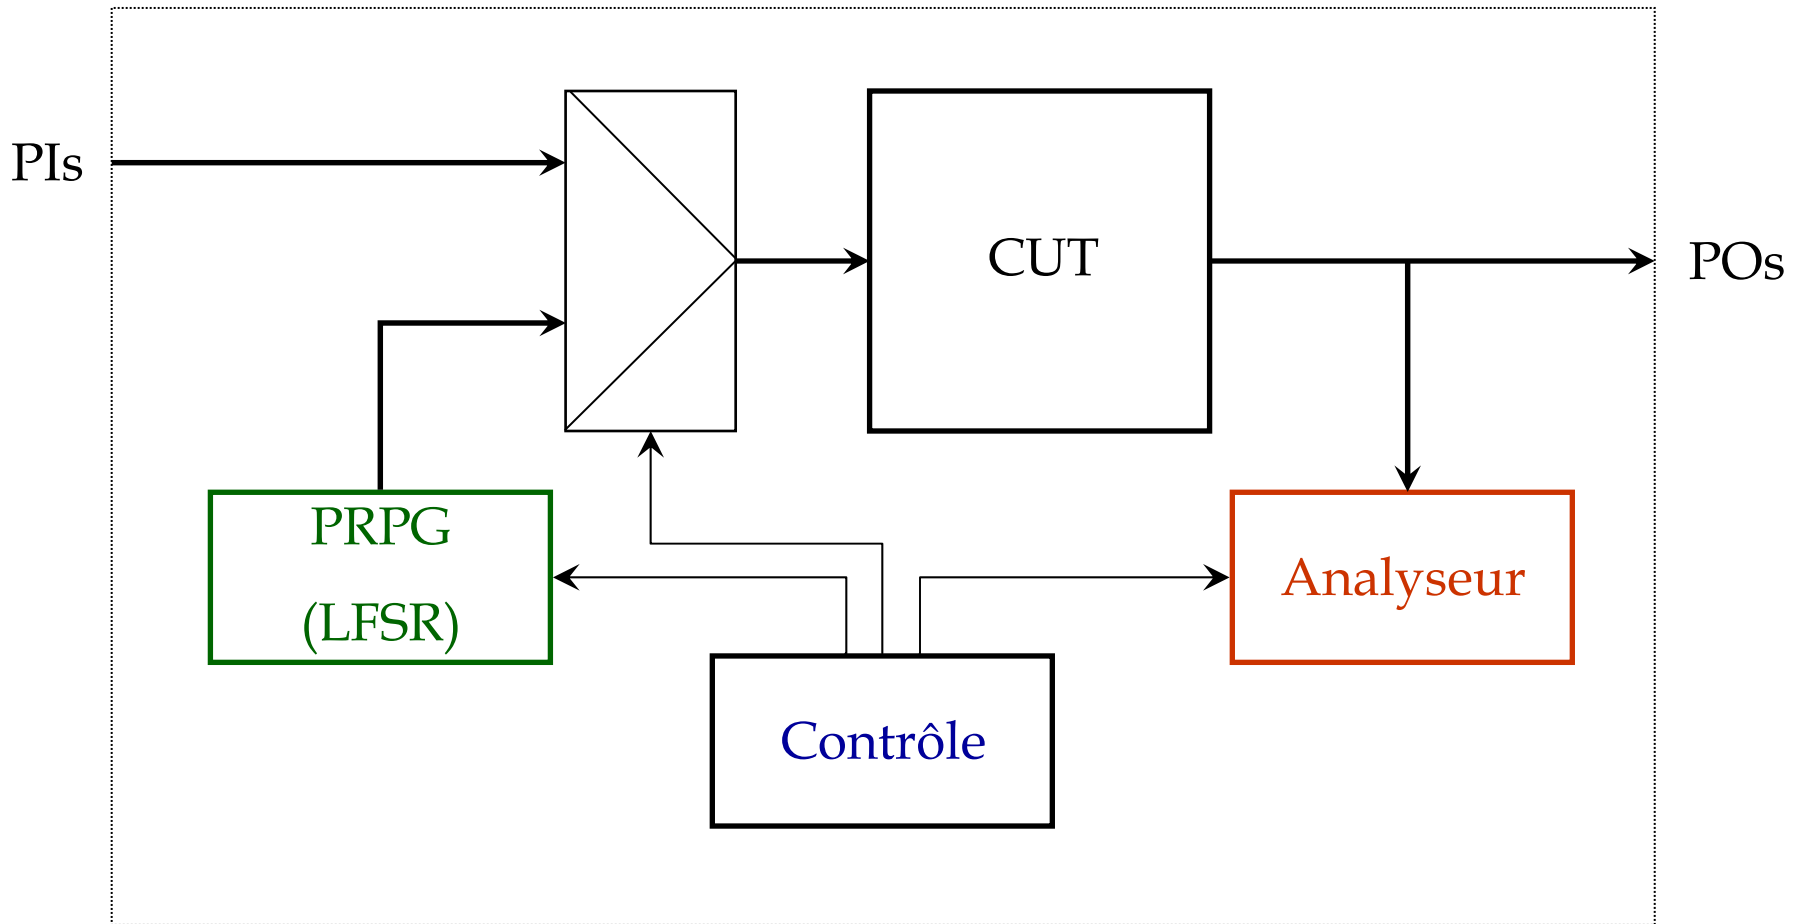 PIs
CUT
POs
PRPG
(LFSR)
Analyseur
Contrôle